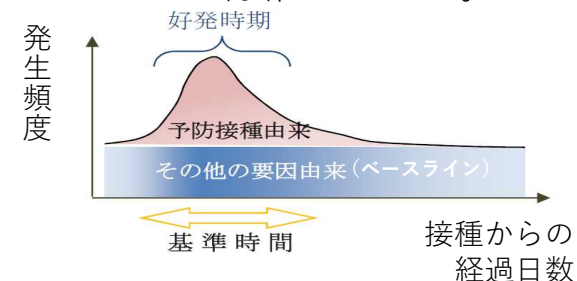 好発時期
発生頻度
予防接種由来
その他の要因由来(ベースライン)
基準時間
接種からの
経過日数